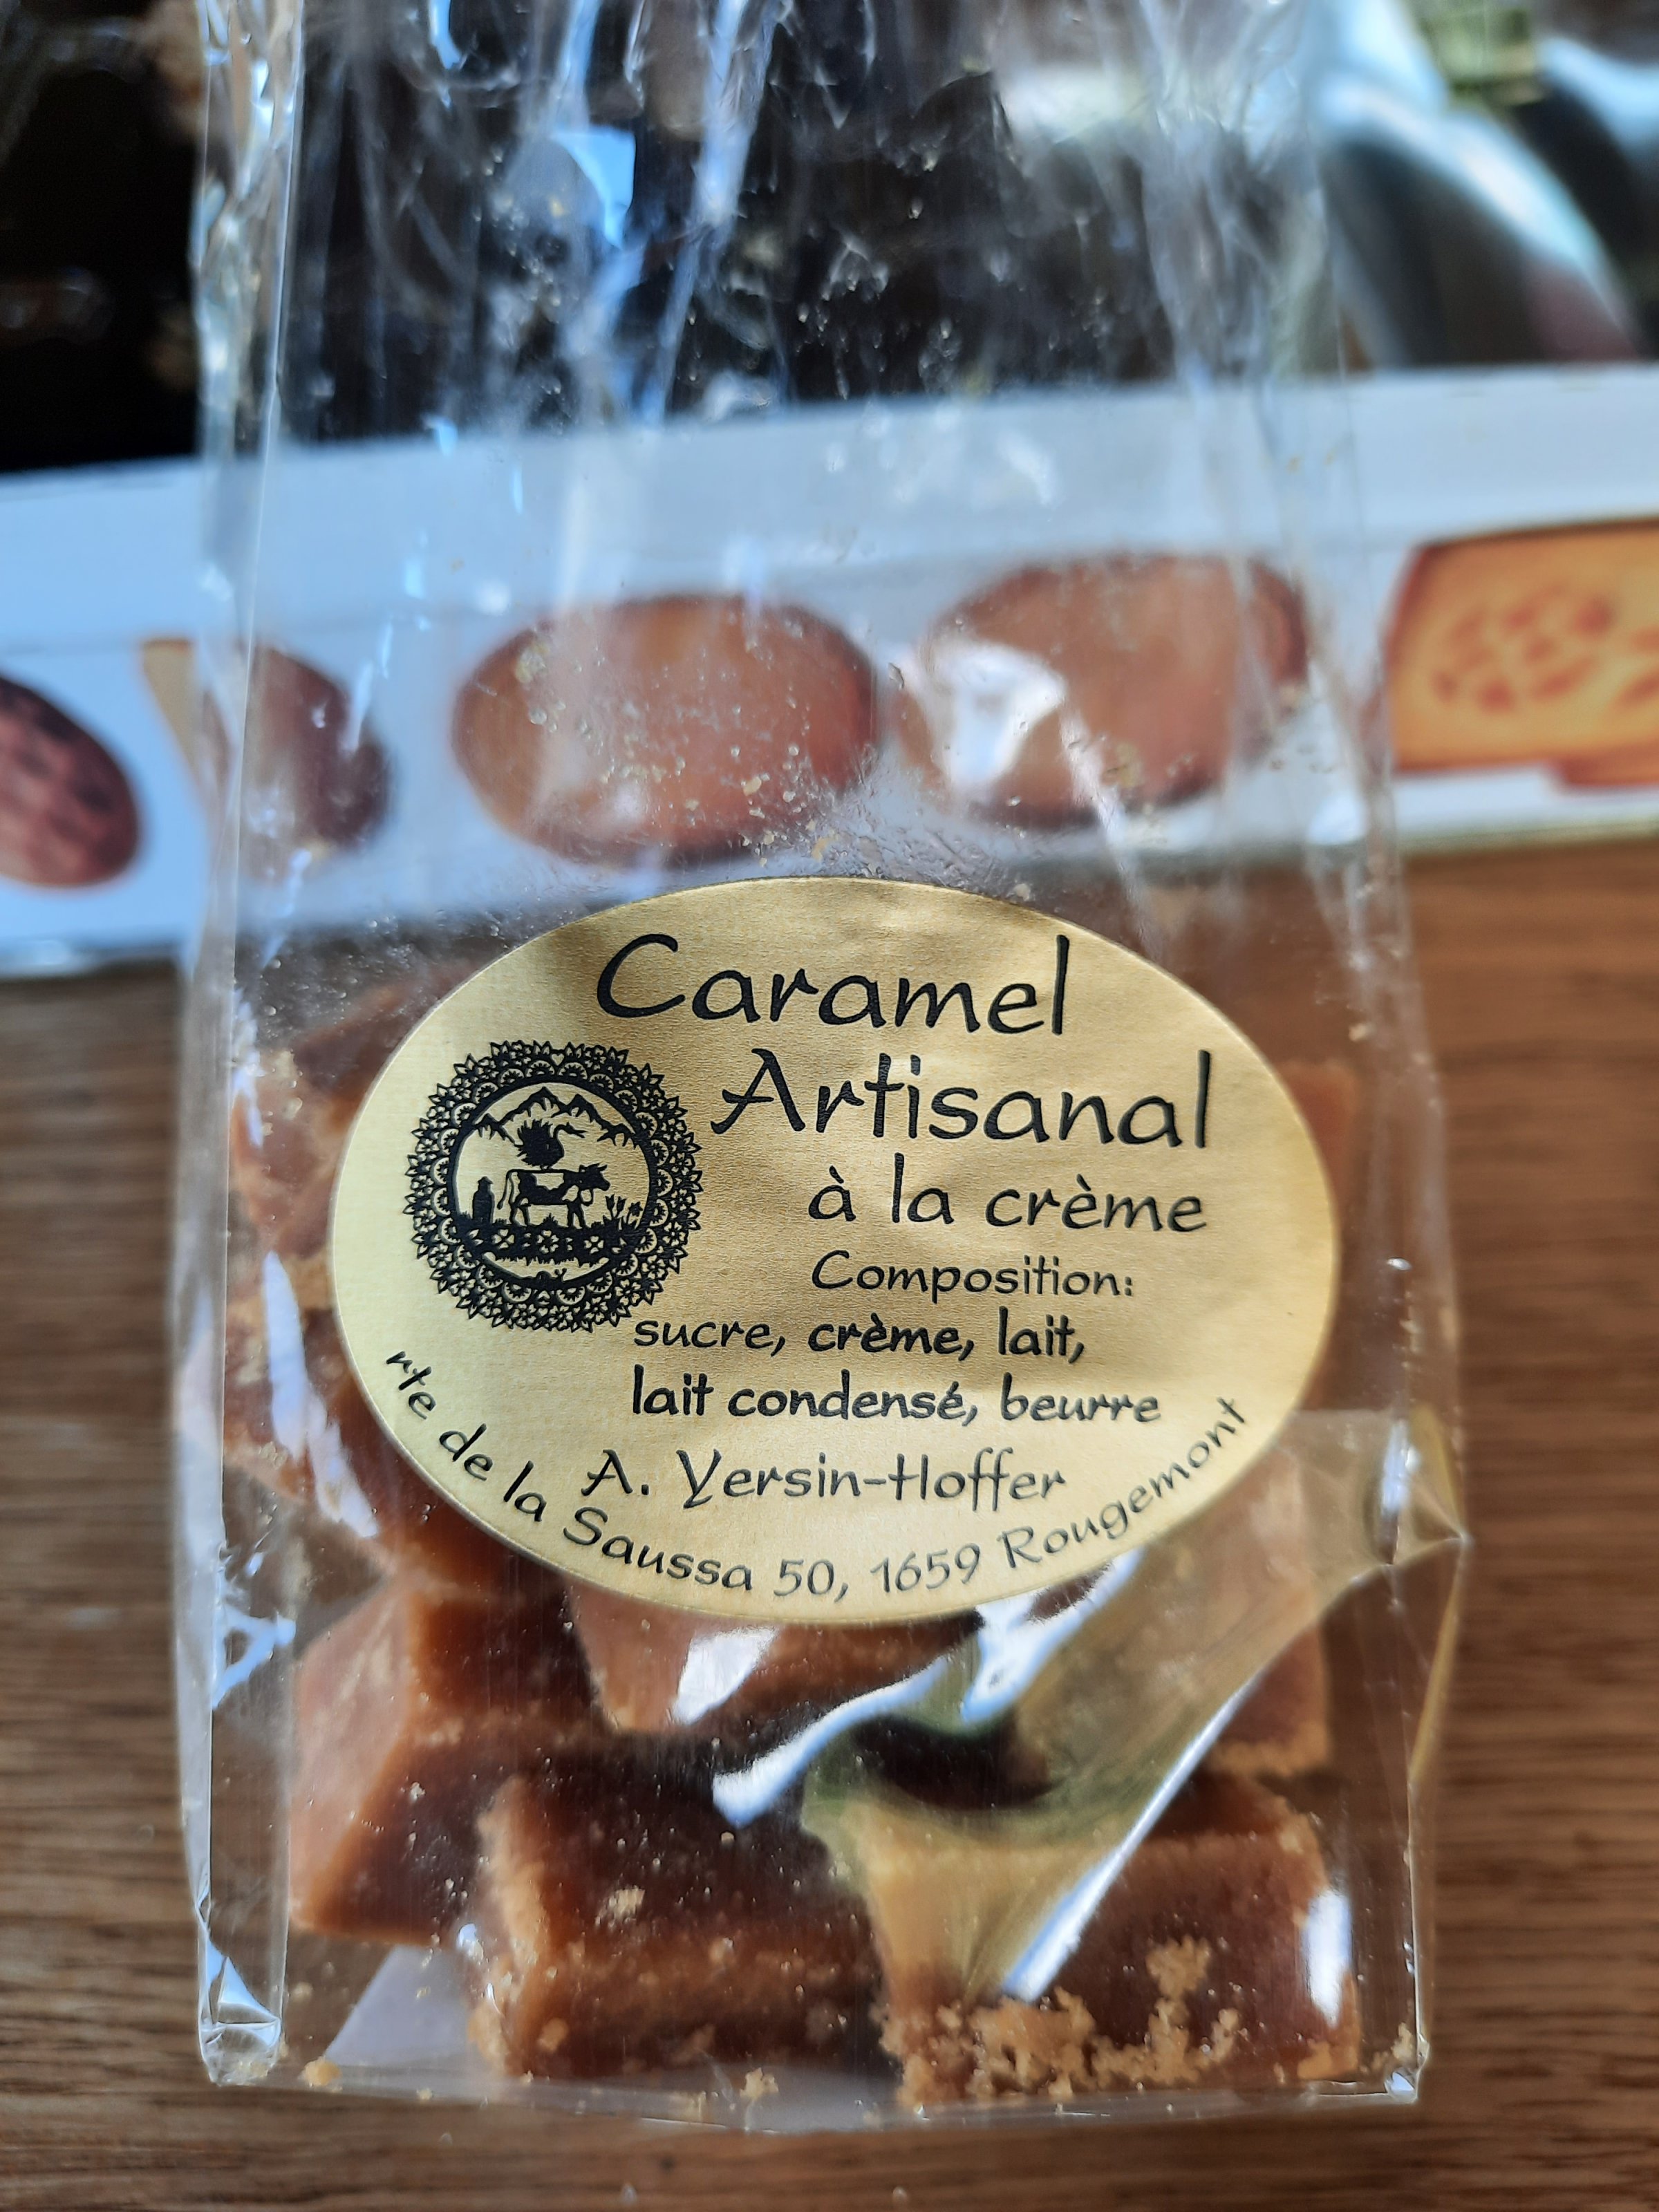 Caramel
Artisanal
à la crème
Composition:
sucre, crème, lait,
lait condensé, beurre
A. Yersin-Hoffer
rte de la Saussa 50, 1659 Rougemont